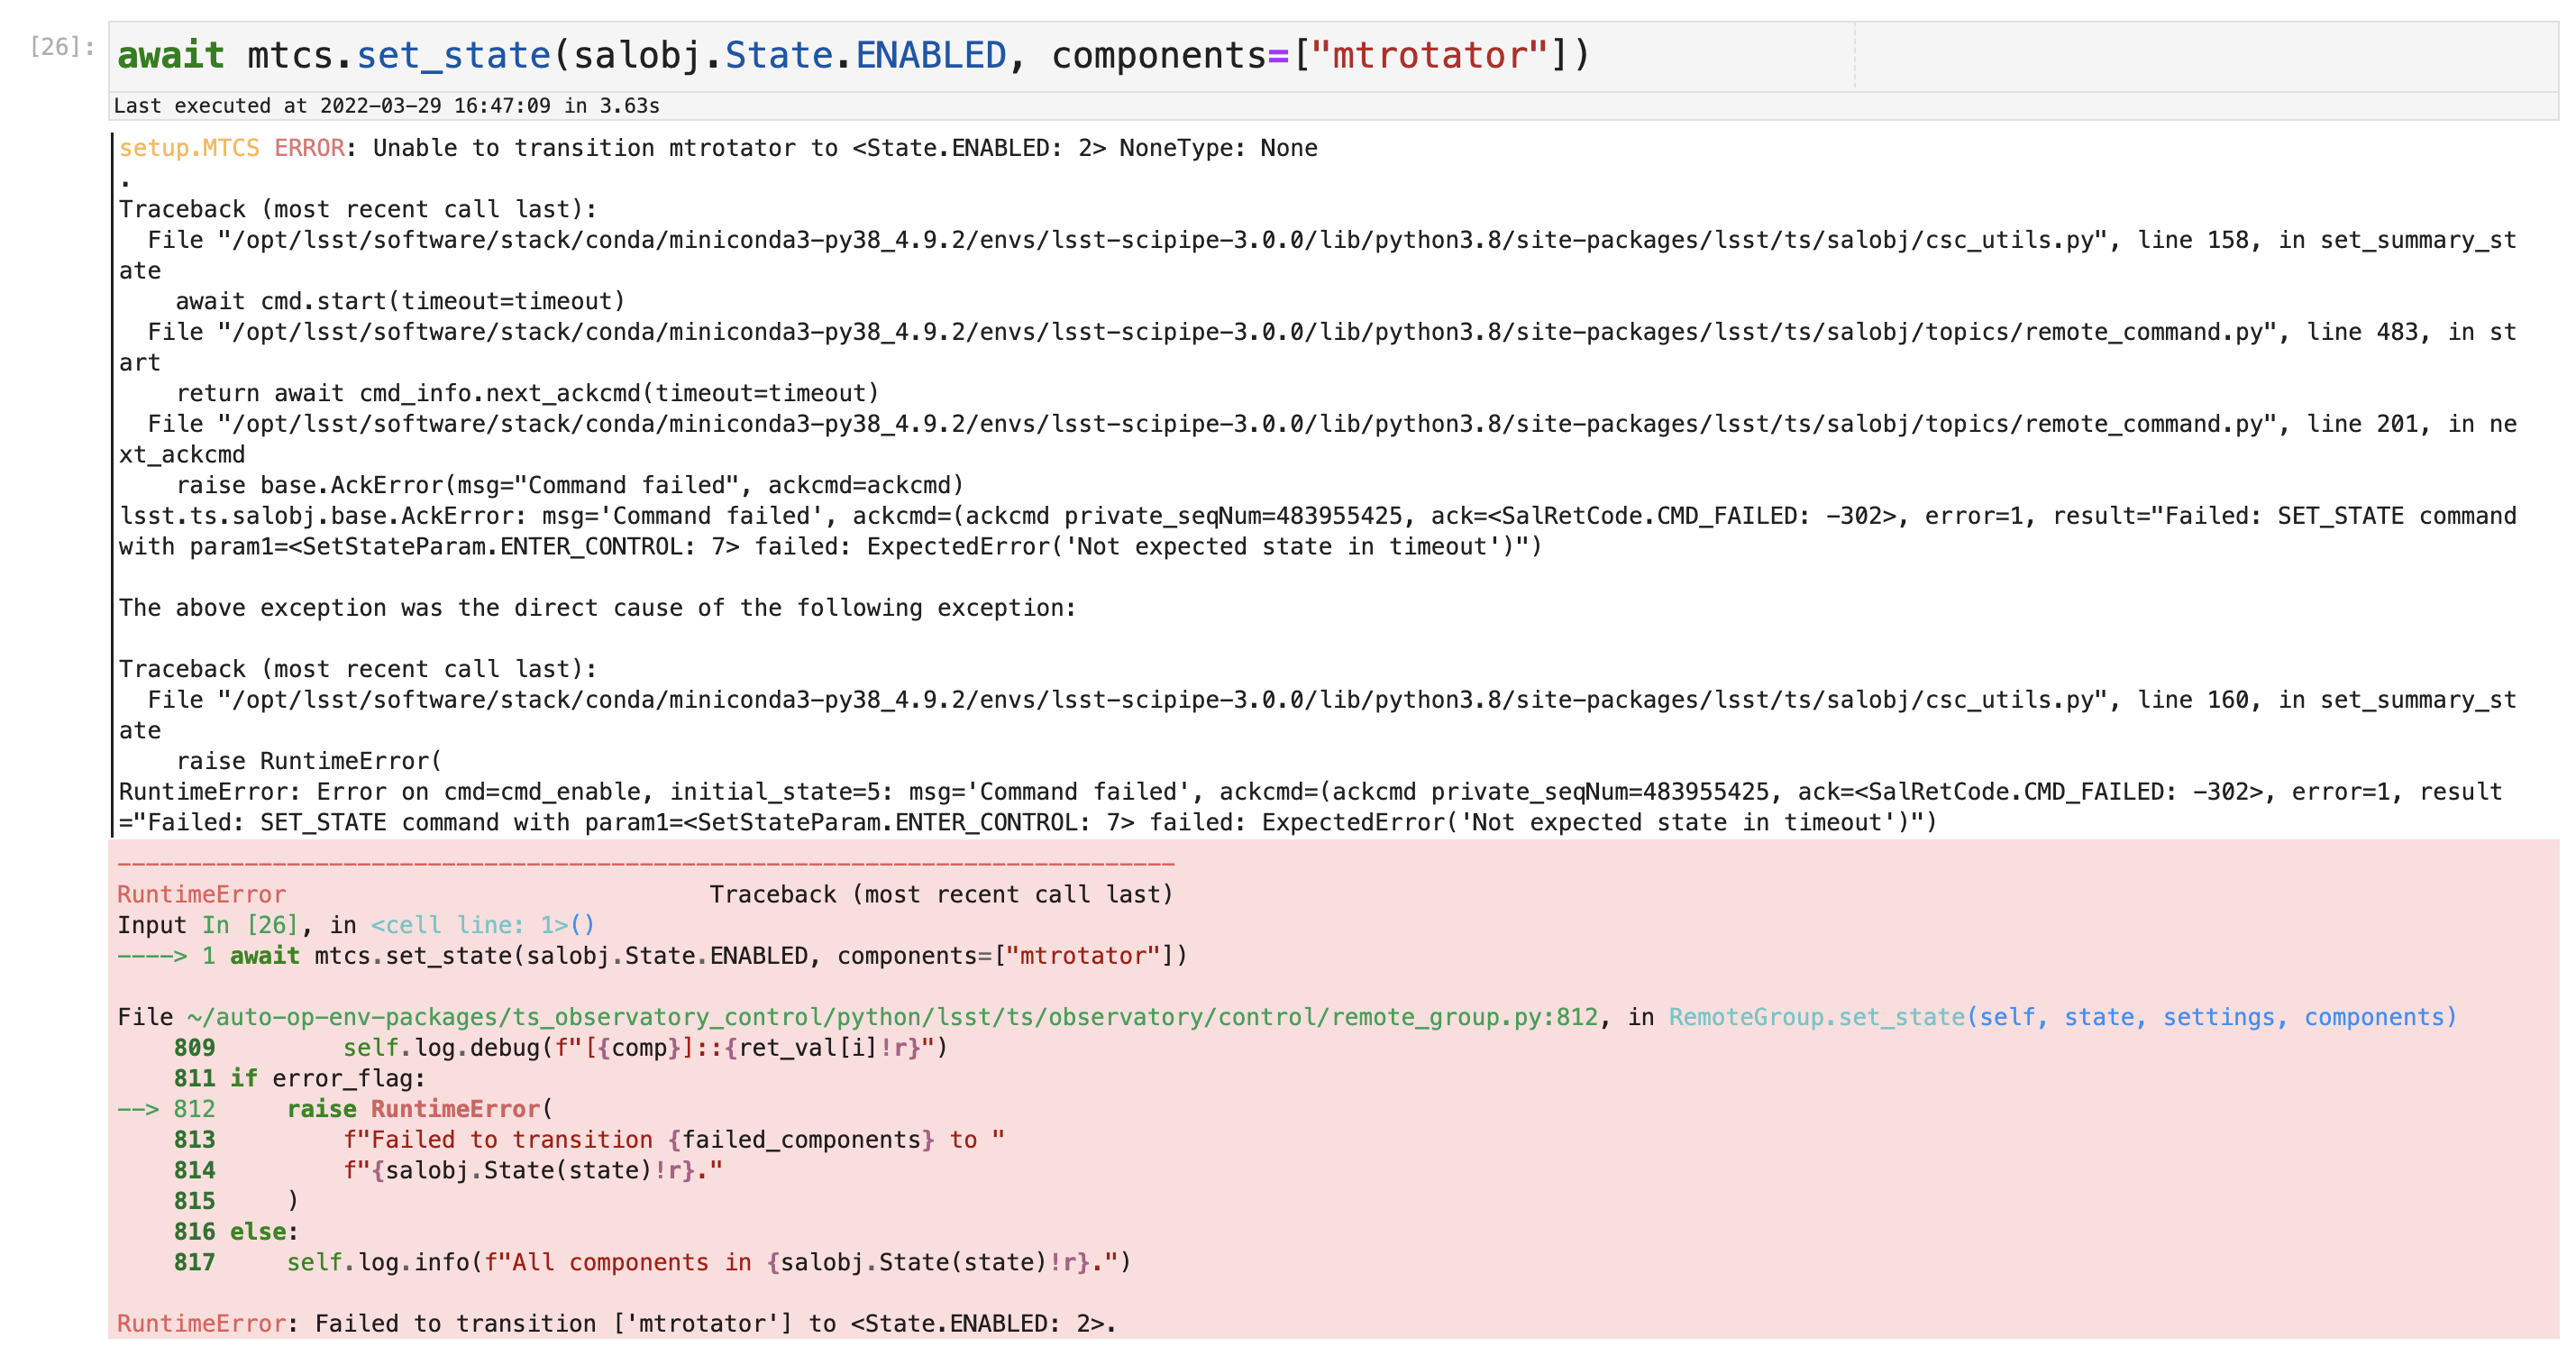 [26]:
await mtcs.set_state(salobj.State.ENABLED, components=["mtrotator"])
Last executed at 2022-03-29 16:47:09 in 3.63s
setup.MTCS ERROR: Unable to transition mtrotator to <State.ENABLED: 2> NoneType: None
.
Traceback (most recent call last):
  File "/opt/lsst/software/stack/conda/miniconda3-py38_4.9.2/envs/lsst-scipipe-3.0.0/lib/python3.8/site-packages/lsst/ts/salobj/csc_utils.py", line 158, in set_summary_st
ate
    await cmd.start(timeout=timeout)
  File "/opt/lsst/software/stack/conda/miniconda3-py38_4.9.2/envs/lsst-scipipe-3.0.0/lib/python3.8/site-packages/lsst/ts/salobj/topics/remote_command.py", line 483, in st
art
    return await cmd_info.next_ackcmd(timeout=timeout)
  File "/opt/lsst/software/stack/conda/miniconda3-py38_4.9.2/envs/lsst-scipipe-3.0.0/lib/python3.8/site-packages/lsst/ts/salobj/topics/remote_command.py", line 201, in ne
xt_ackcmd
    raise base.AckError(msg="Command failed", ackcmd=ackcmd)
lsst.ts.salobj.base.AckError: msg='Command failed', ackcmd=(ackcmd private_seqNum=483955425, ack=<SalRetCode.CMD_FAILED: -302>, error=1, result="Failed: SET_STATE command
with param1=<SetStateParam.ENTER_CONTROL: 7> failed: ExpectedError('Not expected state in timeout')")
The above exception was the direct cause of the following exception:
Traceback (most recent call last):
  File "/opt/lsst/software/stack/conda/miniconda3-py38_4.9.2/envs/lsst-scipipe-3.0.0/lib/python3.8/site-packages/lsst/ts/salobj/csc_utils.py", line 160, in set_summary_st
ate
    raise RuntimeError(
RuntimeError: Error on cmd=cmd_enable, initial_state=5: msg='Command failed', ackcmd=(ackcmd private_seqNum=483955425, ack=<SalRetCode.CMD_FAILED: -302>, error=1, result
="Failed: SET_STATE command with param1=<SetStateParam.ENTER_CONTROL: 7> failed: ExpectedError('Not expected state in timeout')")
---------------------------------------------------------------------------
RuntimeError                              Traceback (most recent call last)
Input In [26], in <cell line: 1>()
----> 1 await mtcs.set_state(salobj.State.ENABLED, components=["mtrotator"])
File ~/auto-op-env-packages/ts_observatory_control/python/lsst/ts/observatory/control/remote_group.py:812, in RemoteGroup.set_state(self, state, settings, components)
    809         self.log.debug(f"[{comp}]::{ret_val[i]!r}")
    811 if error_flag:
--> 812     raise RuntimeError(
    813         f"Failed to transition {failed_components} to "
    814         f"{salobj.State(state)!r}."
    815     )
    816 else:
    817     self.log.info(f"All components in {salobj.State(state)!r}.")
RuntimeError: Failed to transition ['mtrotator'] to <State.ENABLED: 2>.